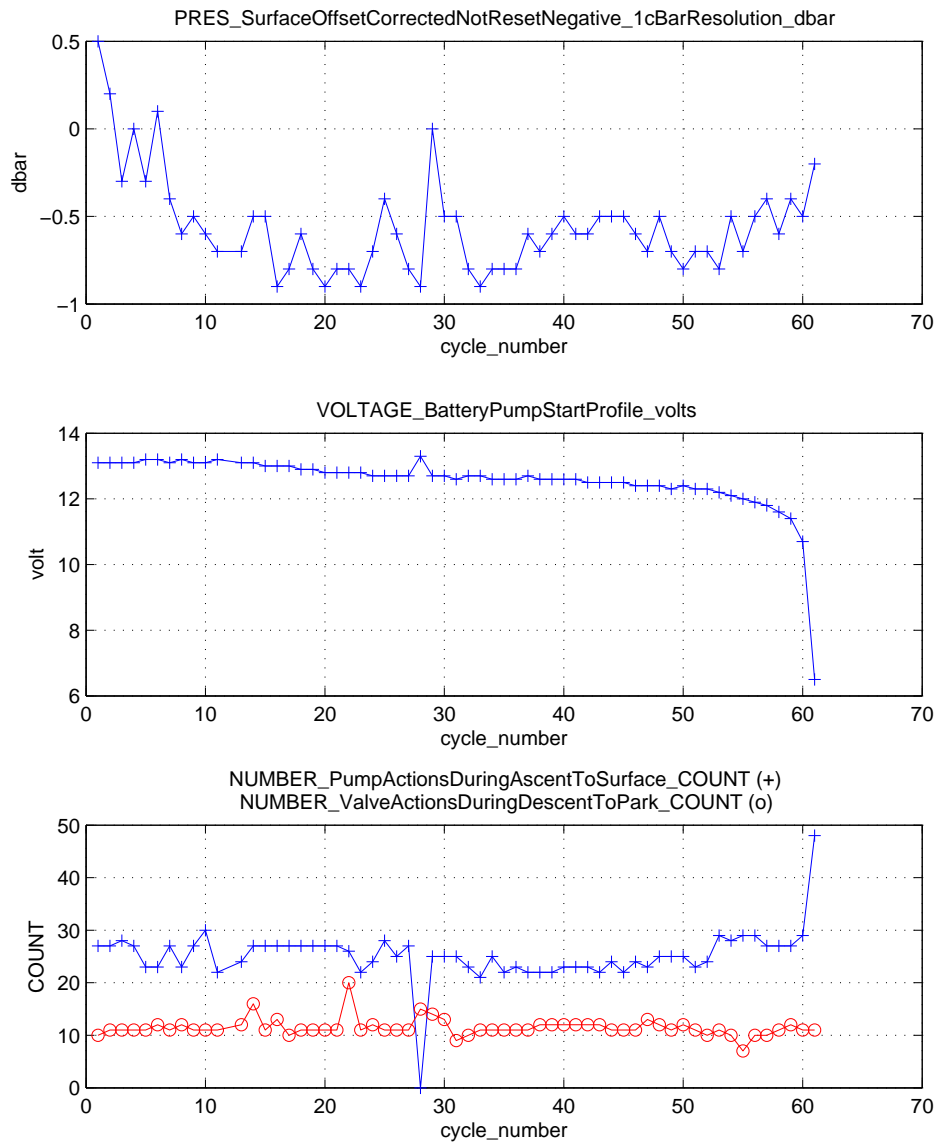 PRES_SurfaceOffsetCorrectedNotResetNegative_1cBarResolution_dbar
0.5
0
−0.5
−1
dbar
0 10 20 30 40 50 60 70
cycle_number
VOLTAGE_BatteryPumpStartProfile_volts
14
12
10
8
6
volt
0 10 20 30 40 50 60 70
cycle_number
NUMBER_PumpActionsDuringAscentToSurface_COUNT (+)
NUMBER_ValveActionsDuringDescentToPark_COUNT (o)
50
40
30
20
10
0
COUNT
0 10 20 30 40 50 60 70
cycle_number